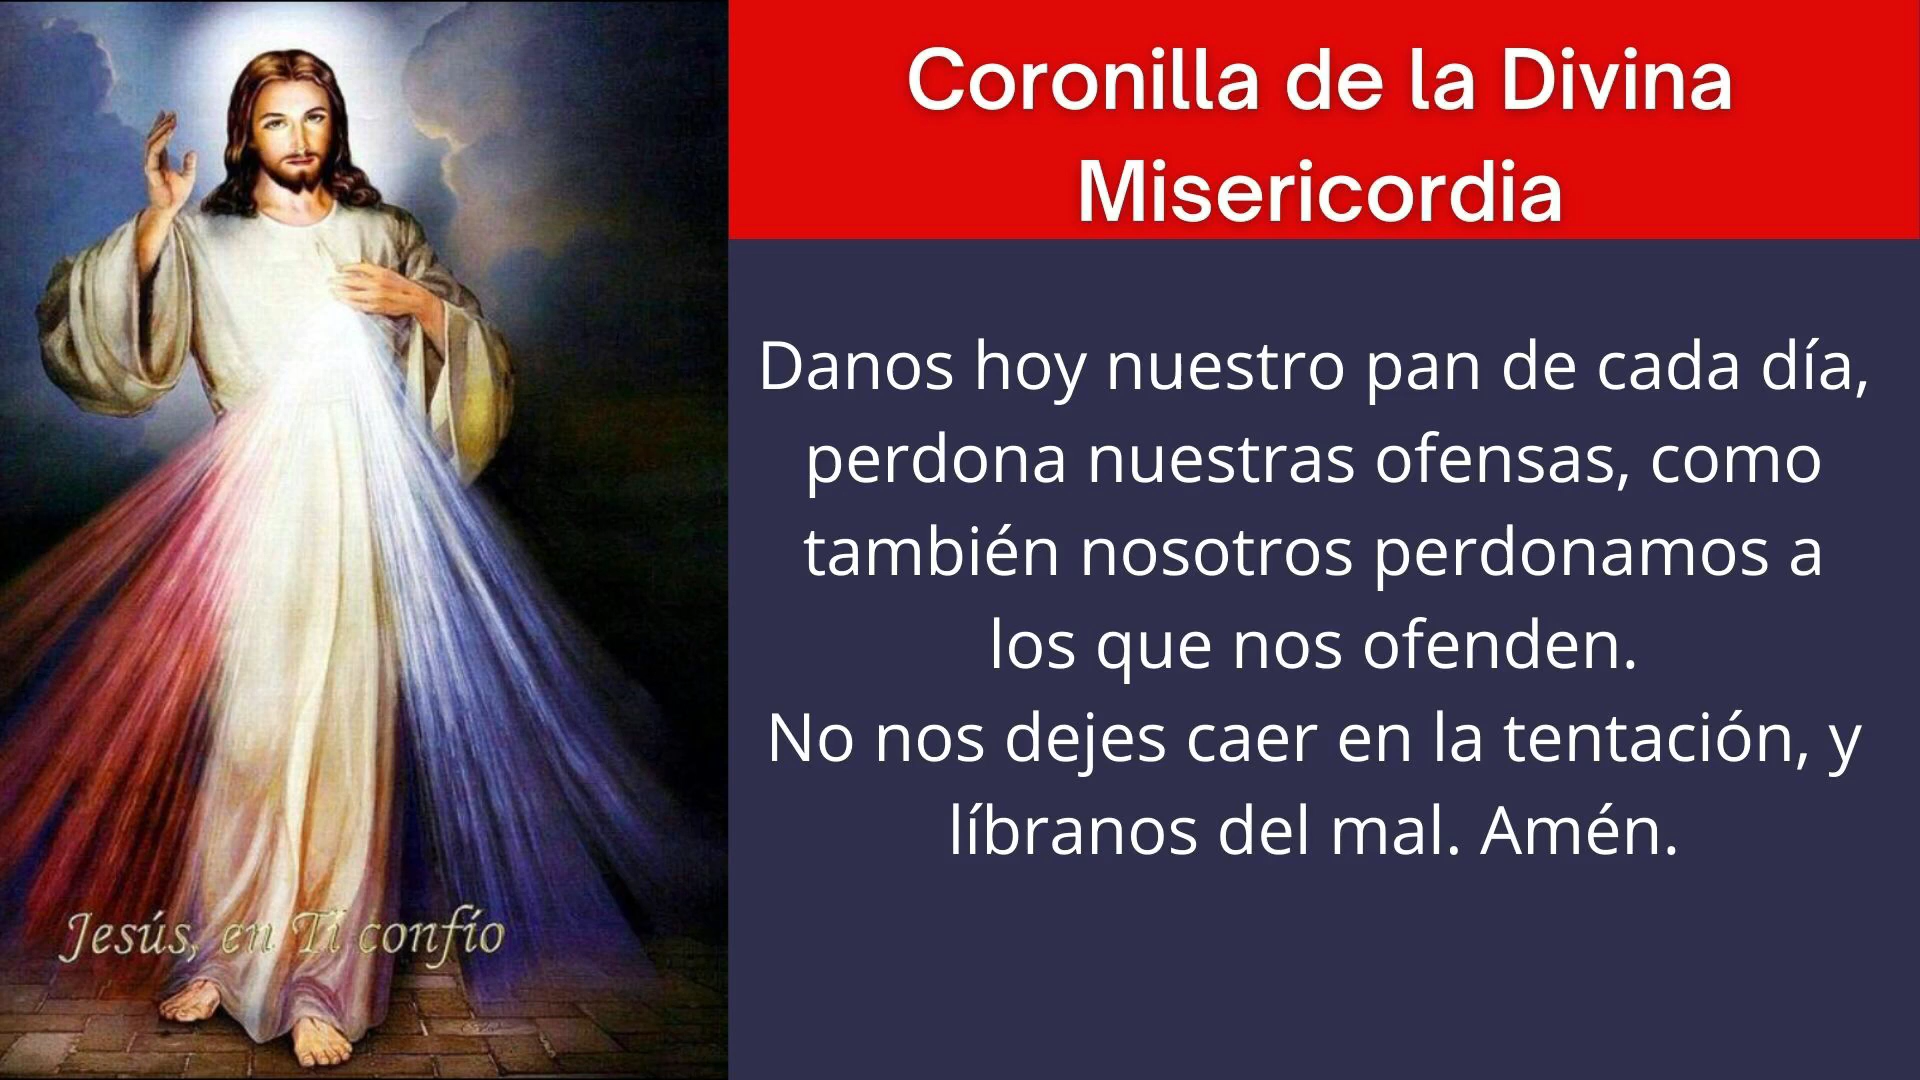 Coronilla de la Divina
Misericordia
Danos hoy nuestro pan de cada día,
perdona nuestras ofensas, como
también nosotros perdonamos a
los que nos ofenden.
No nos dejes caer en la tentación, y
líbranos del mal. Amén.
Jesús, en Ti confío